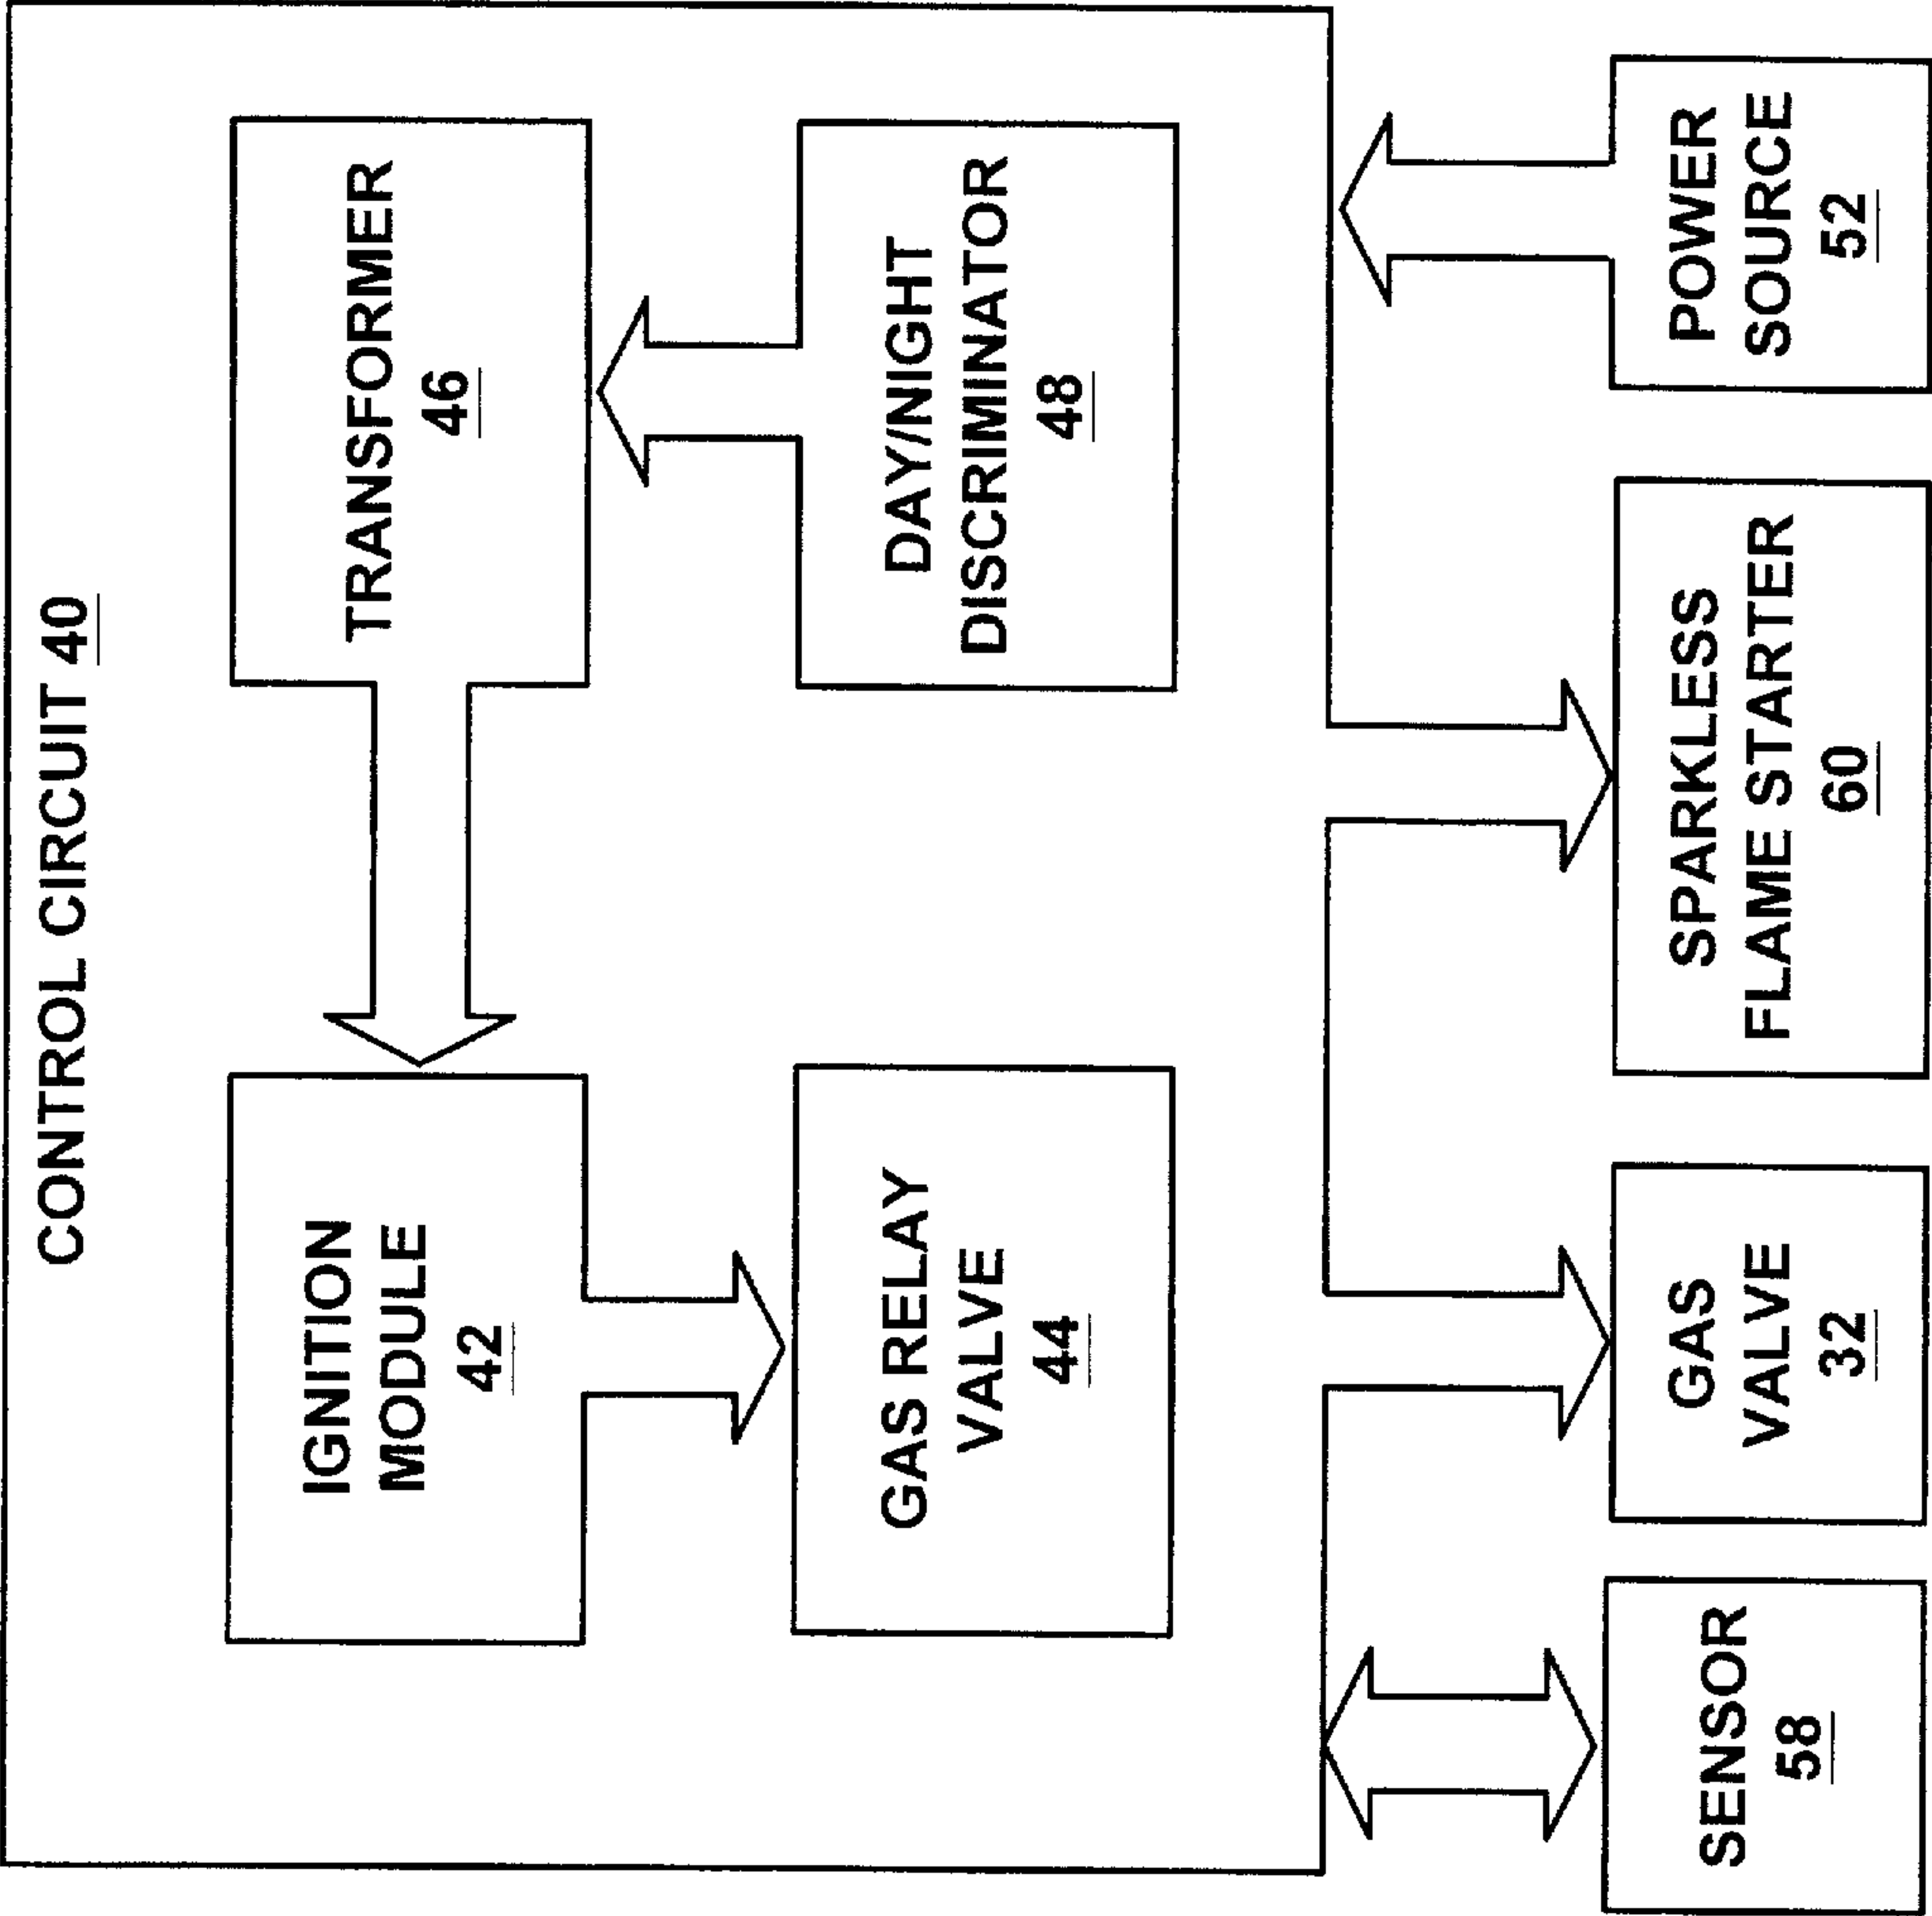 CONTROL CIRCUIT 40
IGNITION
MODULE
42
TRANSFORMER
46
GAS RELAY
VALVE
44
DAY/NIGHT
DISCRIMINATOR
48
SENSOR
58
GAS
VALVE
32
SPARKLESS
FLAME STARTER
60
POWER
SOURCE
52